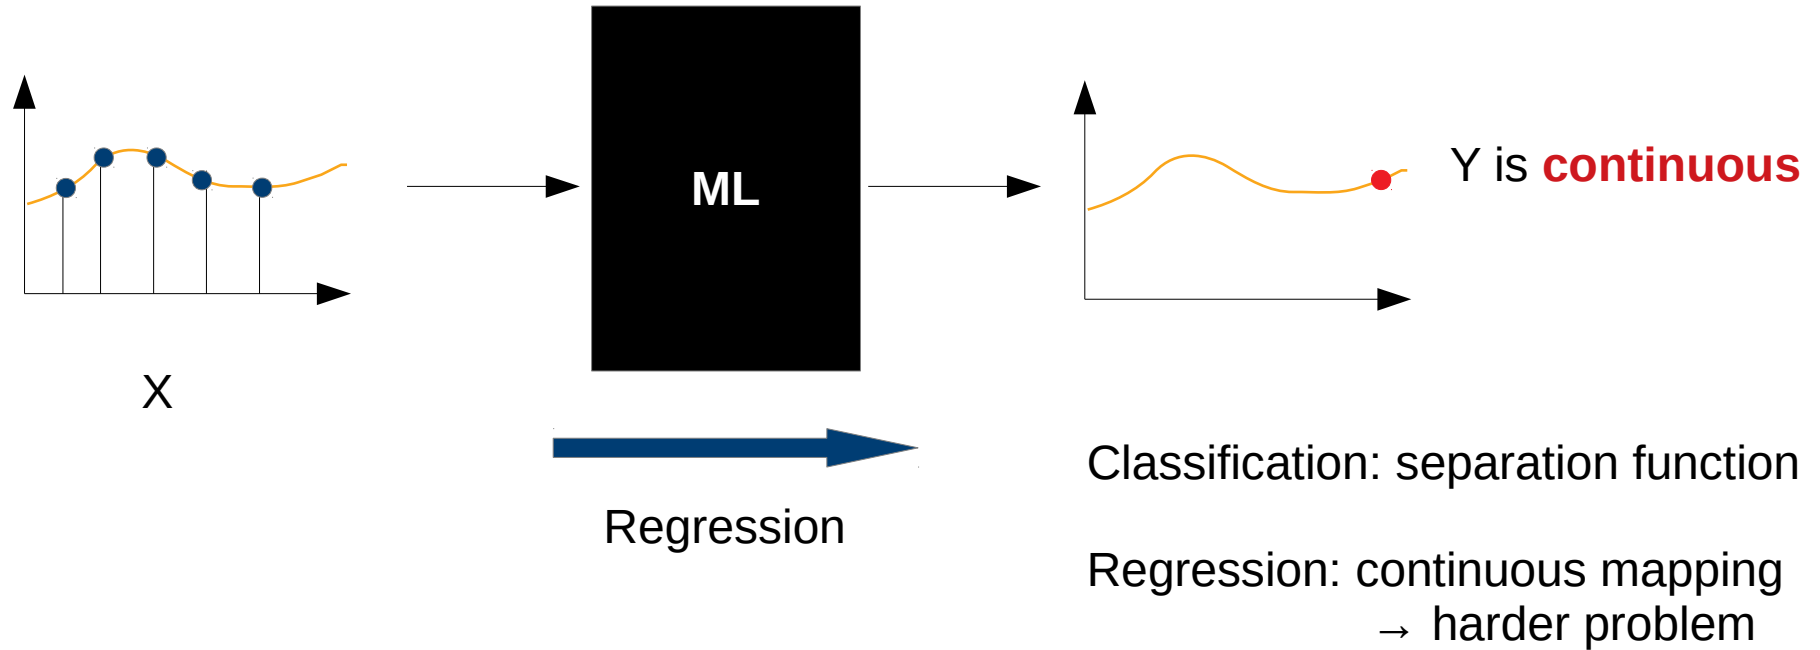 ML
Y is continuous
X
Regression
Classification: separation function
Regression: continuous mapping
→ harder problem